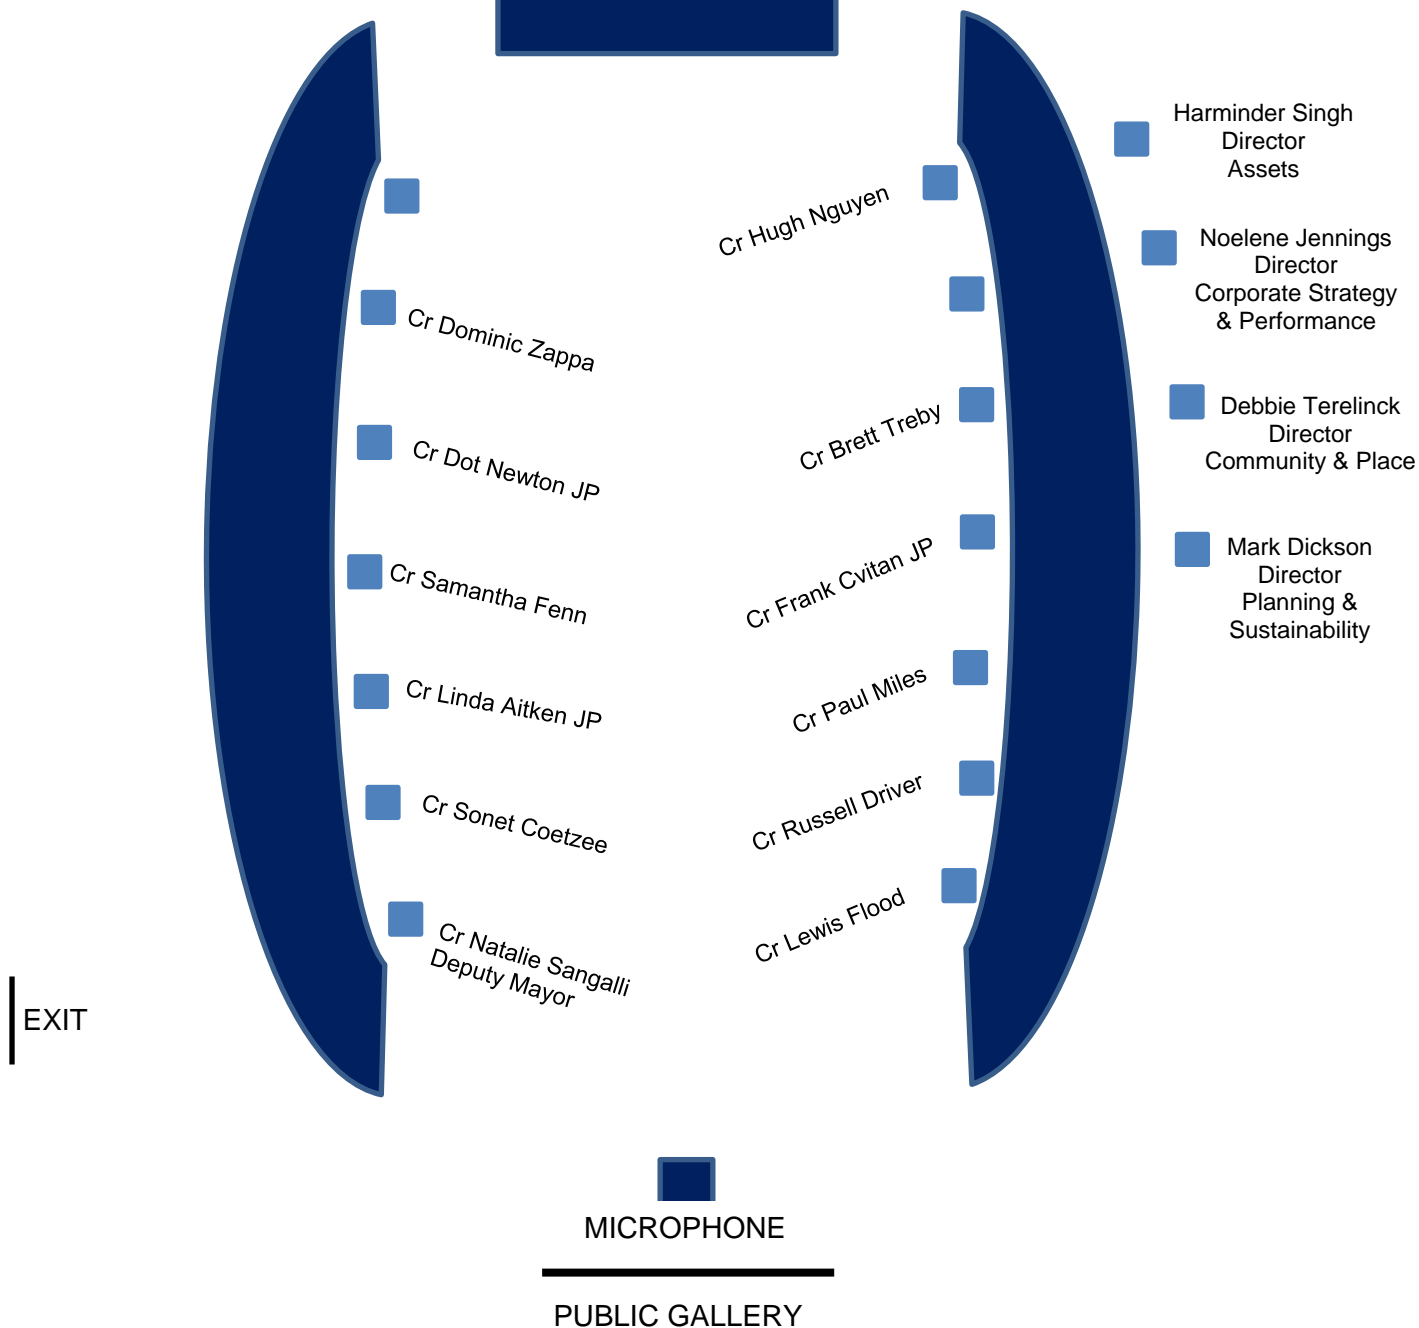 Harminder Singh
Director
Assets
Cr Hugh Nguyen
Noelene Jennings
Director
Corporate Strategy
& Performance
Cr Dominic Zappa
Cr Brett Treby
Debbie Terelinck
Director
Community & Place
Cr Dot Newton JP
Cr Frank Cvitan JP
Mark Dickson
Director
Planning &
Sustainability
Cr Samantha Fenn
Cr Paul Miles
Cr Linda Aitken JP
Cr Russell Driver
Cr Sonet Coetzee
Cr Lewis Flood
Cr Natalie Sangalli
Deputy Mayor
EXIT
MICROPHONE
PUBLIC GALLERY